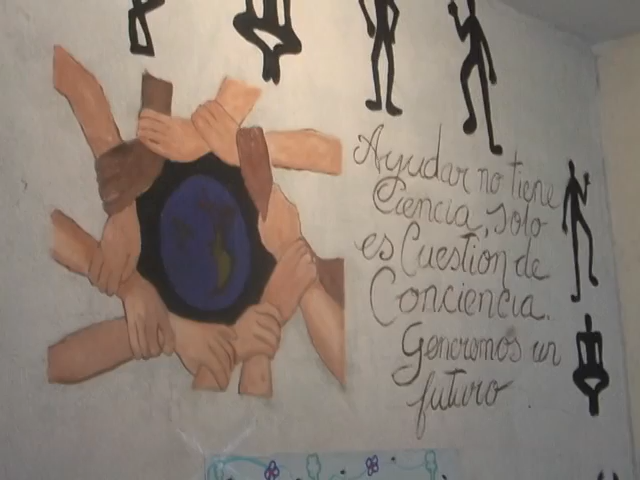 Ayudar no tiene
Ciencia, solo
es Cuestion de
Conciencia.
Generemos un
futuro.